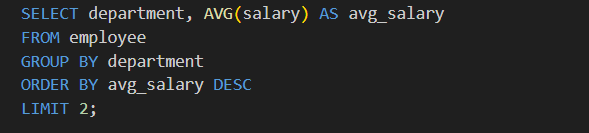 SELECT department, AVG(salary) AS avg_salary
FROM employee
GROUP BY department
ORDER BY avg_salary DESC
LIMIT 2;